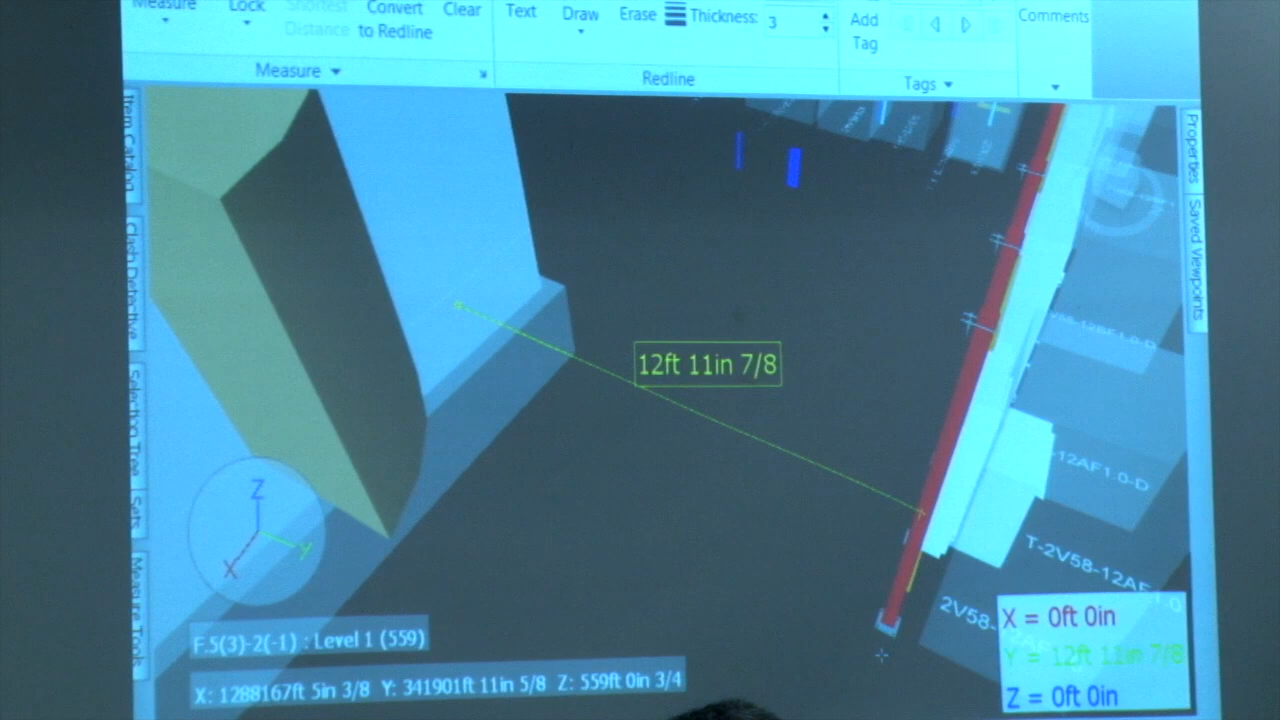 Measure
Lock
Shortest
Distance
Convert
to Redline
Clear
Text
Draw
Erase
Thickness:
3
Add
Tag
Comments
Measure
Redline
Tags
Item Catalog
Clash Detective
Selection Tree
Sets
Measure Tools
Properties
Saved Viewpoints
12ft 11in 7/8
-12AF1.0-D
T-2V58-12AF1.0
2V58-
Z
X
Y
F.5(3)-2(-1) : Level 1 (559)
X: 1288167ft 5in 3/8 Y: 341901ft 11in 5/8 Z: 559ft 0in 3/4
X = 0ft 0in
Y = 12ft 11in 7/8
Z = 0ft 0in